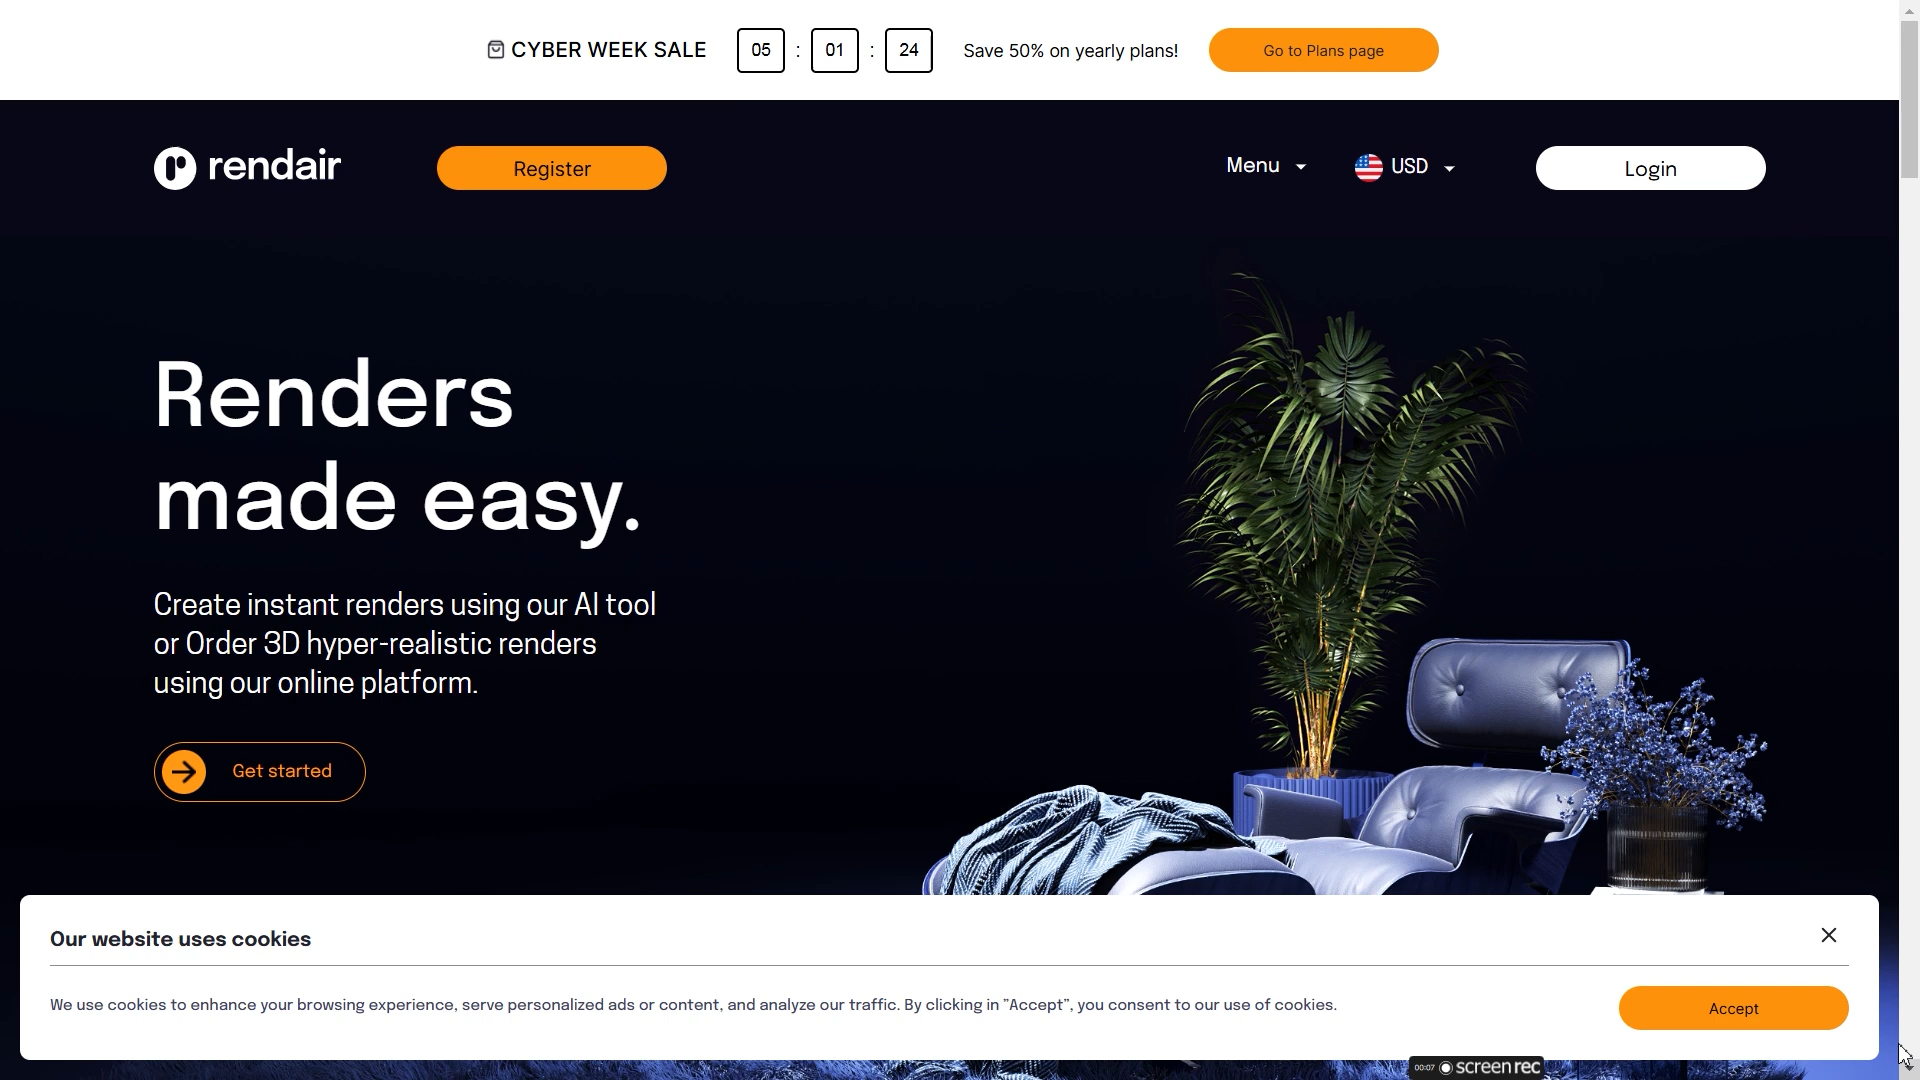 CYBER WEEK SALE 05 : 01 : 24 Save 50% on yearly plans! Go to Plans page
rendair Register Menu USD Login
Renders
made easy.
Create instant renders using our AI tool
or Order 3D hyper-realistic renders
using our online platform.
Get started
Our website uses cookies
We use cookies to enhance your browsing experience, serve personalized ads or content, and analyze our traffic. By clicking in "Accept", you consent to our use of cookies.
Accept
00:07 screenrec